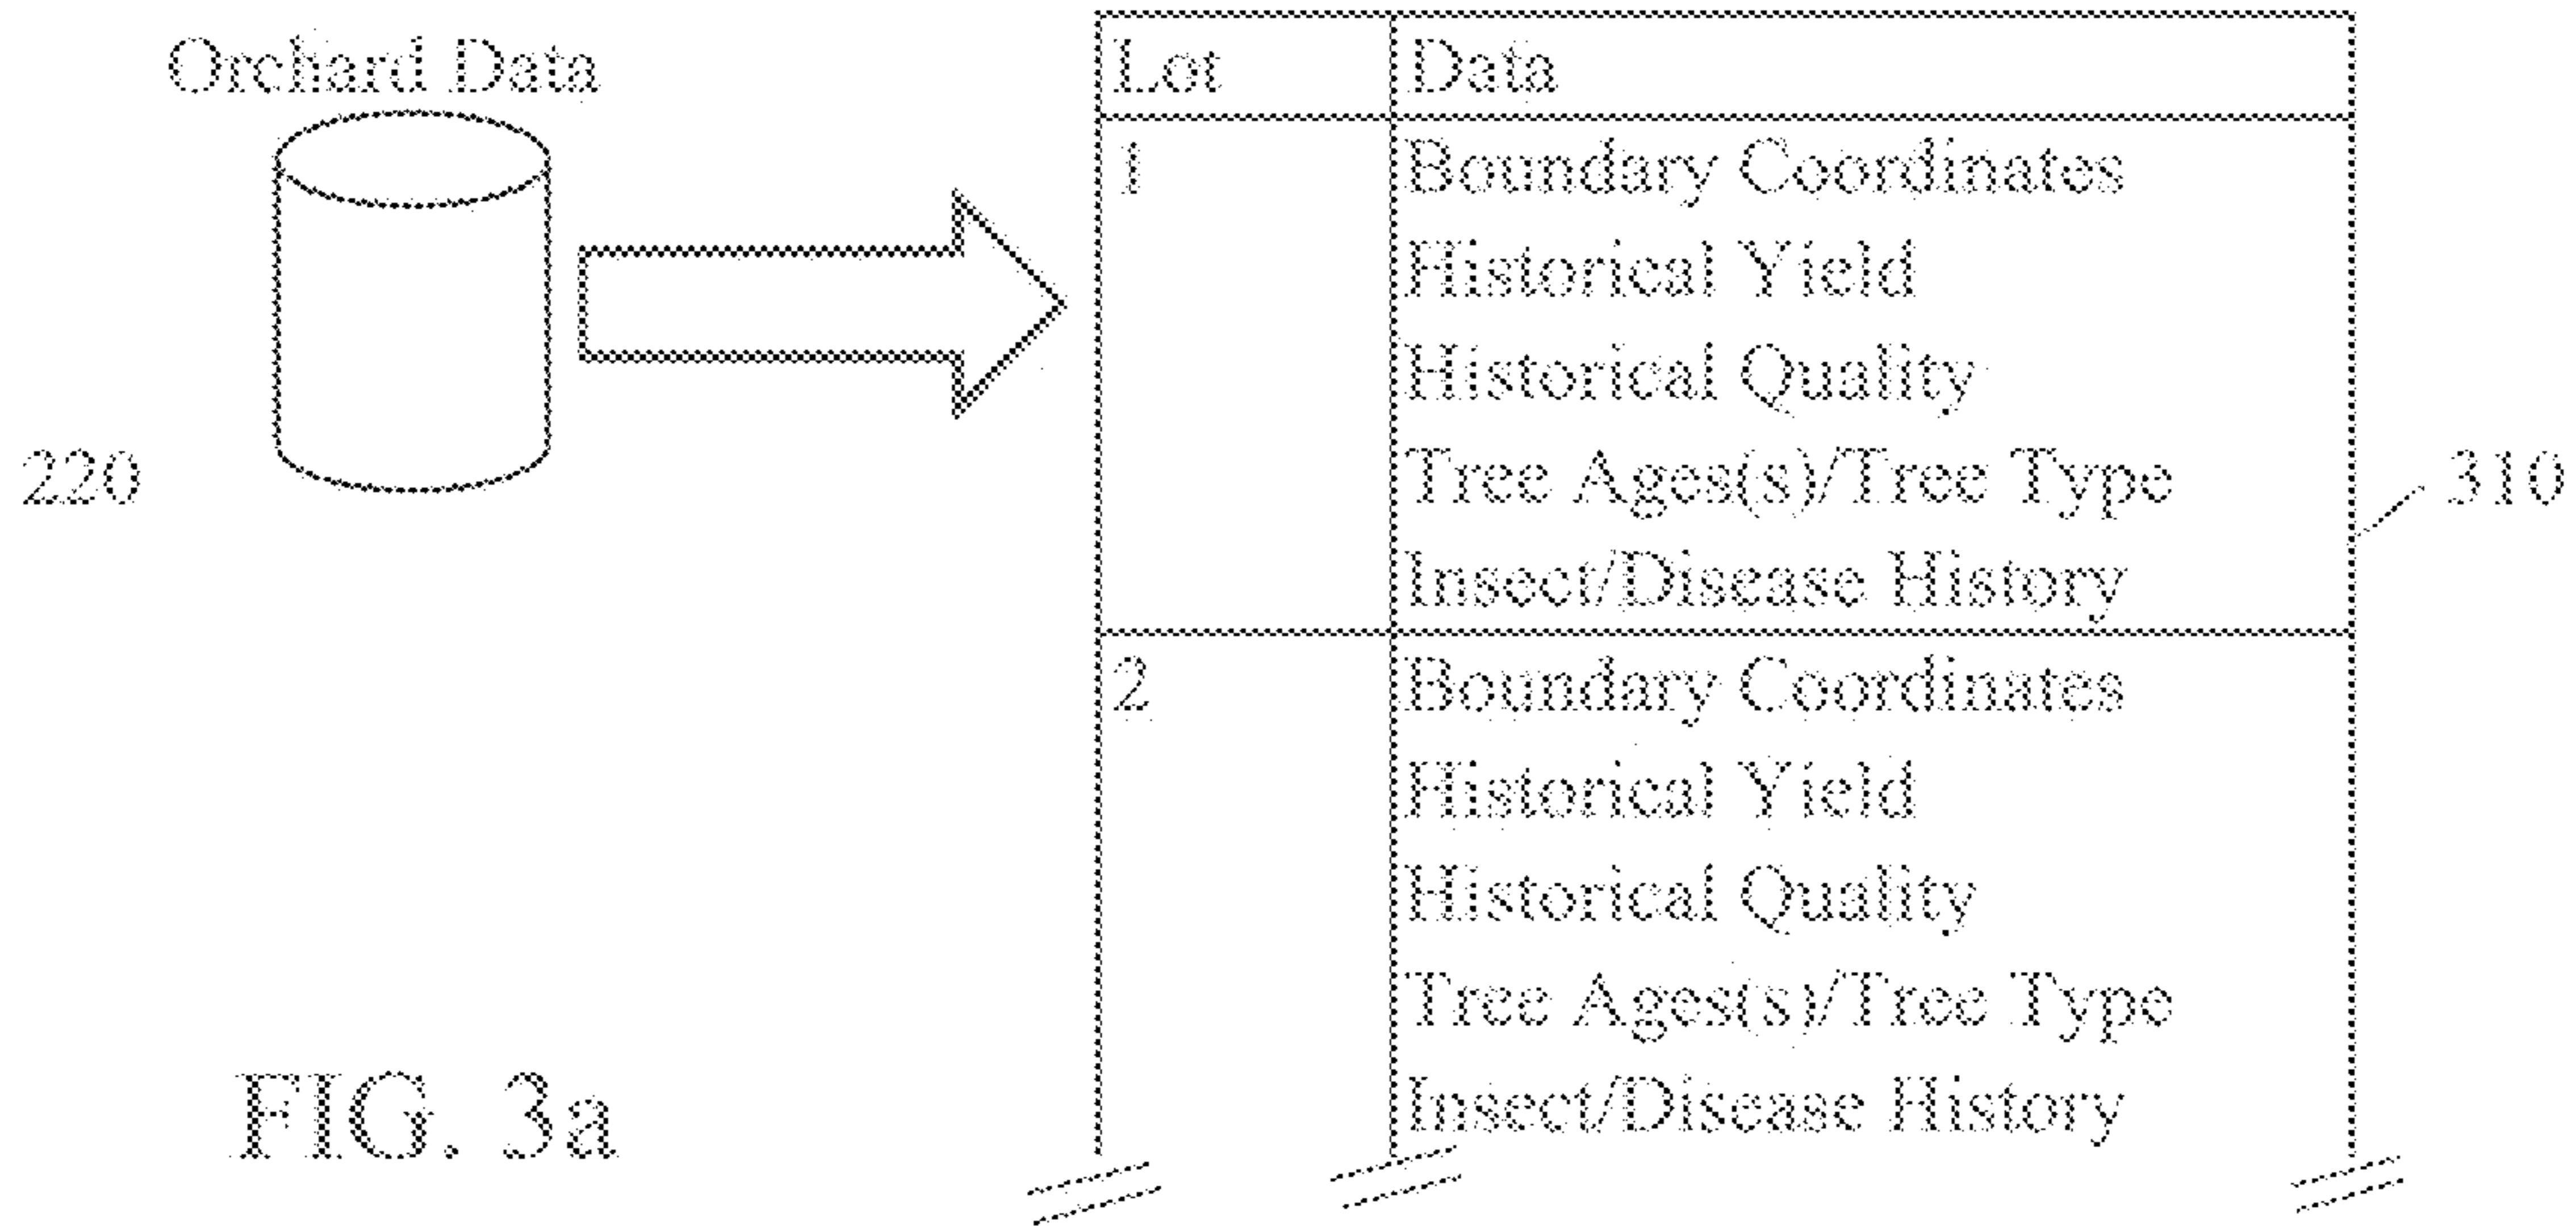 Orchard Data
220
Lot Data
1 Boundary Coordinates
Historical Yield
Historical Quality
Tree Ages(s)/Tree Type
Insect/Disease History
2 Boundary Coordinates
Historical Yield
Historical Quality
Tree Ages(s)/Tree Type
Insect/Disease History
310
FIG. 3a